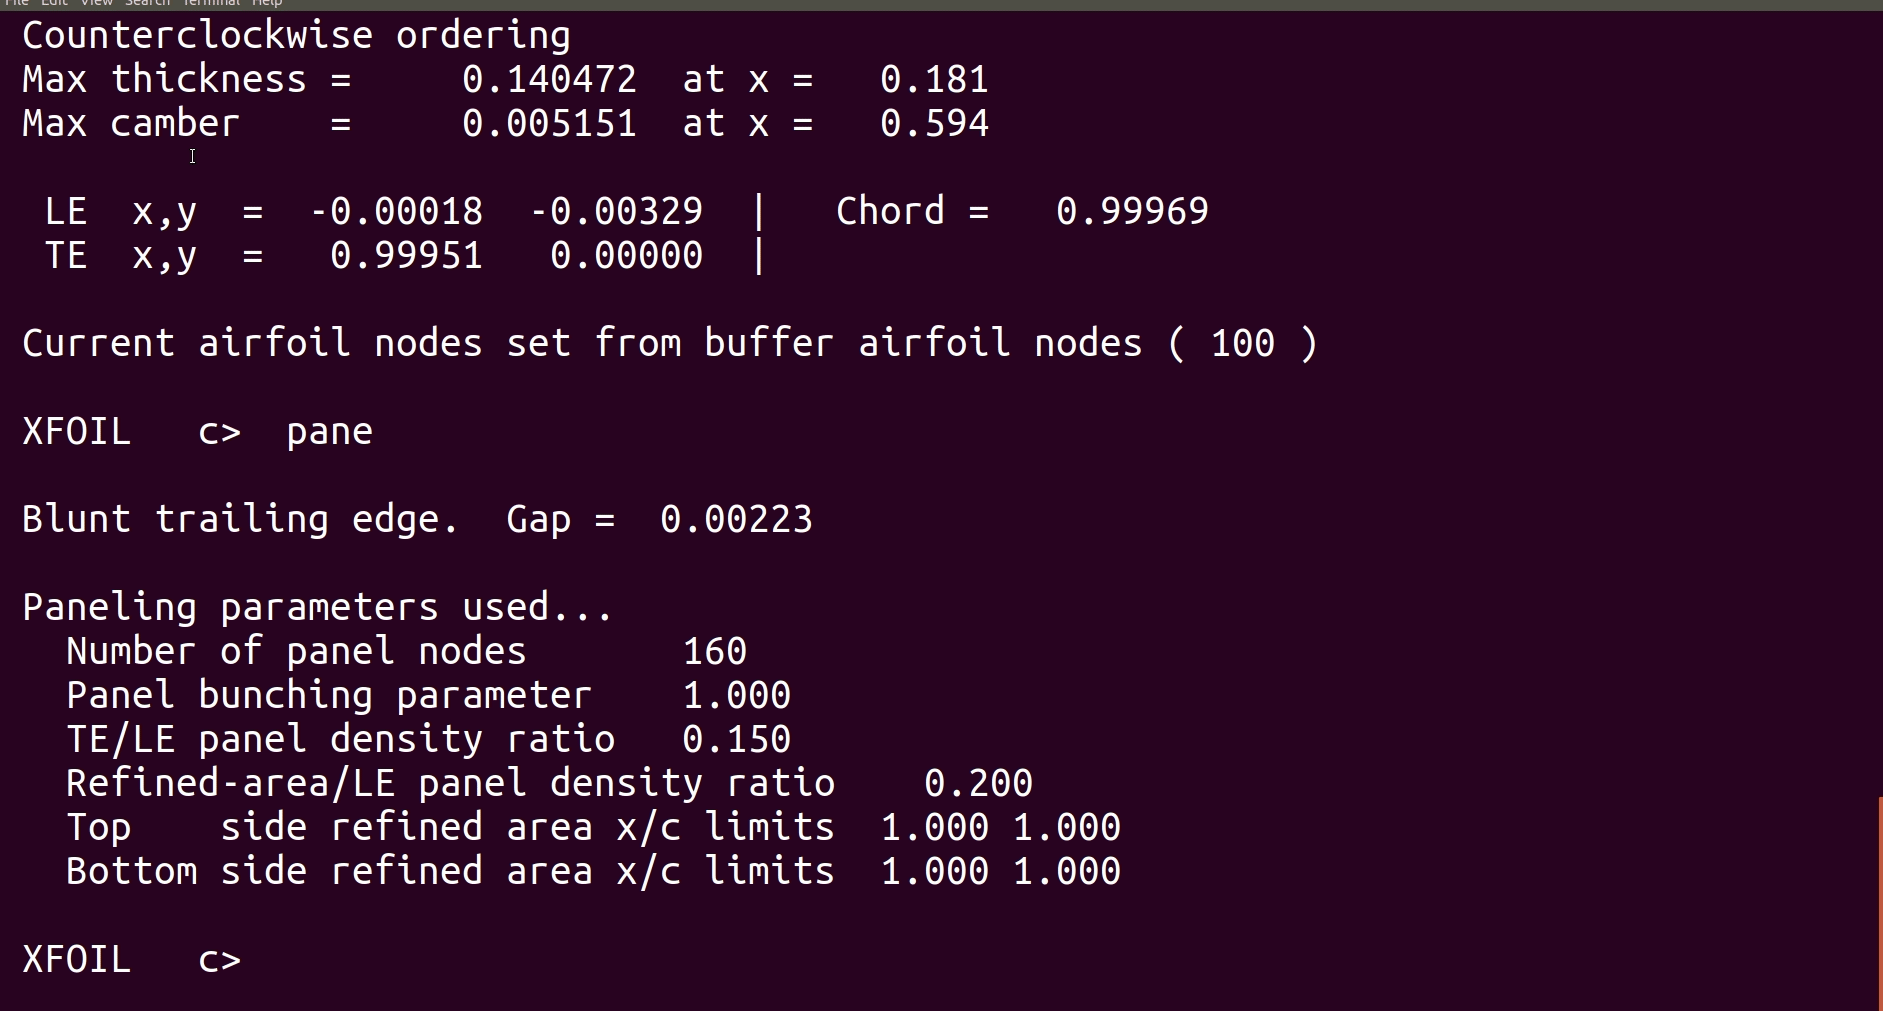 File Edit View Search Terminal Help
Counterclockwise ordering
Max thickness =     0.140472  at x =   0.181
Max camber    =     0.005151  at x =   0.594
LE  x,y  =  -0.00018  -0.00329  |   Chord =   0.99969
TE  x,y  =   0.99951   0.00000  |
Current airfoil nodes set from buffer airfoil nodes ( 100 )
XFOIL   c>  pane
Blunt trailing edge.  Gap =  0.00223
Paneling parameters used...
Number of panel nodes       160
Panel bunching parameter    1.000
TE/LE panel density ratio   0.150
Refined-area/LE panel density ratio    0.200
Top    side refined area x/c limits  1.000 1.000
Bottom side refined area x/c limits  1.000 1.000
XFOIL   c>